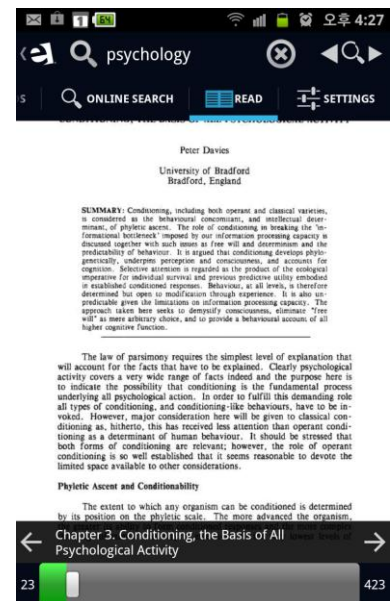 1 64 오후 4:27
psychology
S ONLINE SEARCH READ SETTINGS
CONDITIONING, THE BASIS OF ALL PSYCHOLOGICAL ACTIVITY
Peter Davies
University of Bradford
Bradford, England
SUMMARY: Conditioning, including both operant and classical varieties,
is considered as the behavioural concomitant, and intellectual deter-
minant, of phyletic ascent. The role of conditioning in breaking the 'in-
formational bottleneck' imposed by our information processing capacity is
discussed together with such issues as free will and determinism and the
predictability of behaviour. It is argued that conditioning develops phylo-
genetically, underpins perception and consciousness, and accounts for
cognition. Selective attention is regarded as the product of the ecological
imperative for individual survival and previous predictive utility embodied
in established conditioned responses. Behaviour, at all levels, is therefore
determined but open to modification through experience. It is also un-
predictable given the limitations on information processing capacity. The
approach taken here seeks to demystify consciousness, eliminate "free
will" as mere arbitrary choice, and to provide a behavioural account of all
higher cognitive function.
The law of parsimony requires the simplest level of explanation that
will account for the facts that have to be explained. Clearly psychological
activity covers a very wide range of facts indeed and the purpose here is
to indicate the possibility that conditioning is the fundamental process
underlying all psychological action. In order to fulfill this demanding role
all types of conditioning, and conditioning-like behaviours, have to be in-
voked. However, major consideration here will be given to classical con-
ditioning as, hitherto, this has received less attention than operant condi-
tioning as a determinant of human behaviour. It should be stressed that
both forms of conditioning are relevant; however, the role of operant
conditioning is so well established that it seems reasonable to devote the
limited space available to other considerations.
Phyletic Ascent and Conditionability
The extent to which any organism can be conditioned is determined
by its position on the phyletic scale. The more advanced the organism,
Chapter 3. Conditioning, the Basis of All
Psychological Activity
23 423